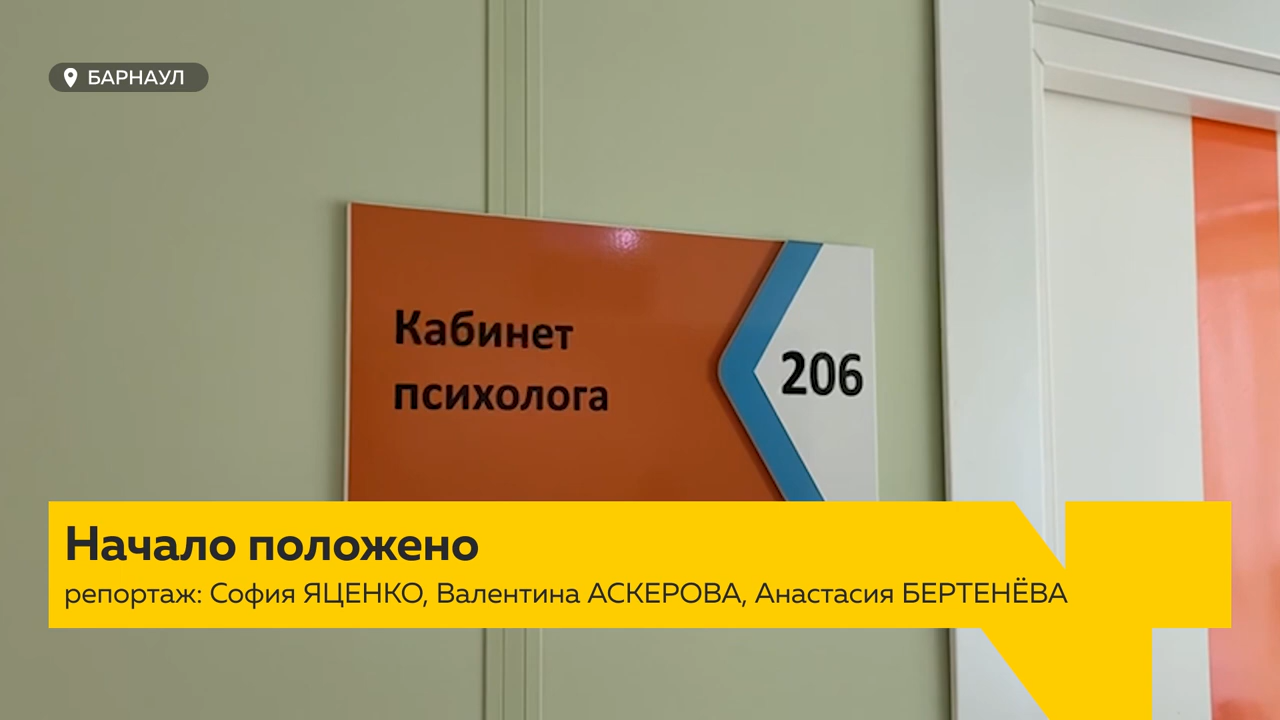 БАРНАУЛ
Кабинет
психолога
206
Начало положено
репортаж: София ЯЦЕНКО, Валентина АСКЕРОВА, Анастасия БЕРТЕНЁВА